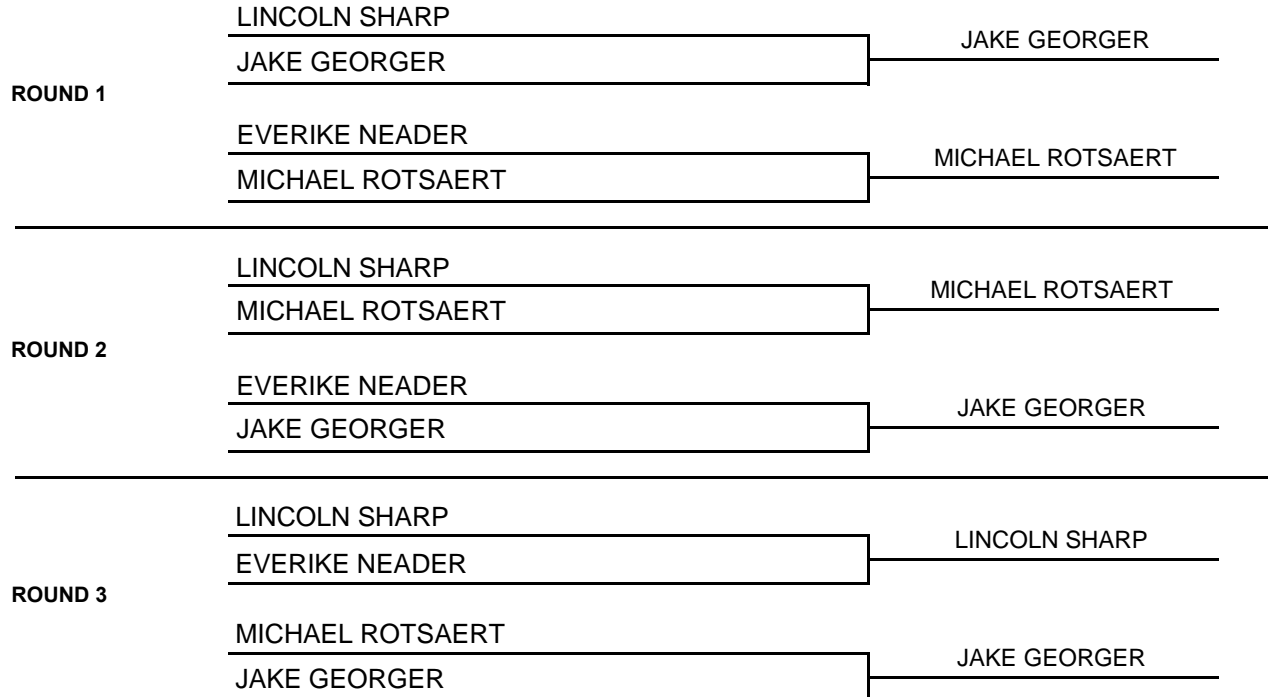 LINCOLN SHARP
JAKE GEORGER
JAKE GEORGER
ROUND 1
EVERIKE NEADER
MICHAEL ROTSAERT
MICHAEL ROTSAERT
LINCOLN SHARP
MICHAEL ROTSAERT
MICHAEL ROTSAERT
ROUND 2
EVERIKE NEADER
JAKE GEORGER
JAKE GEORGER
LINCOLN SHARP
LINCOLN SHARP
EVERIKE NEADER
ROUND 3
MICHAEL ROTSAERT
JAKE GEORGER
JAKE GEORGER